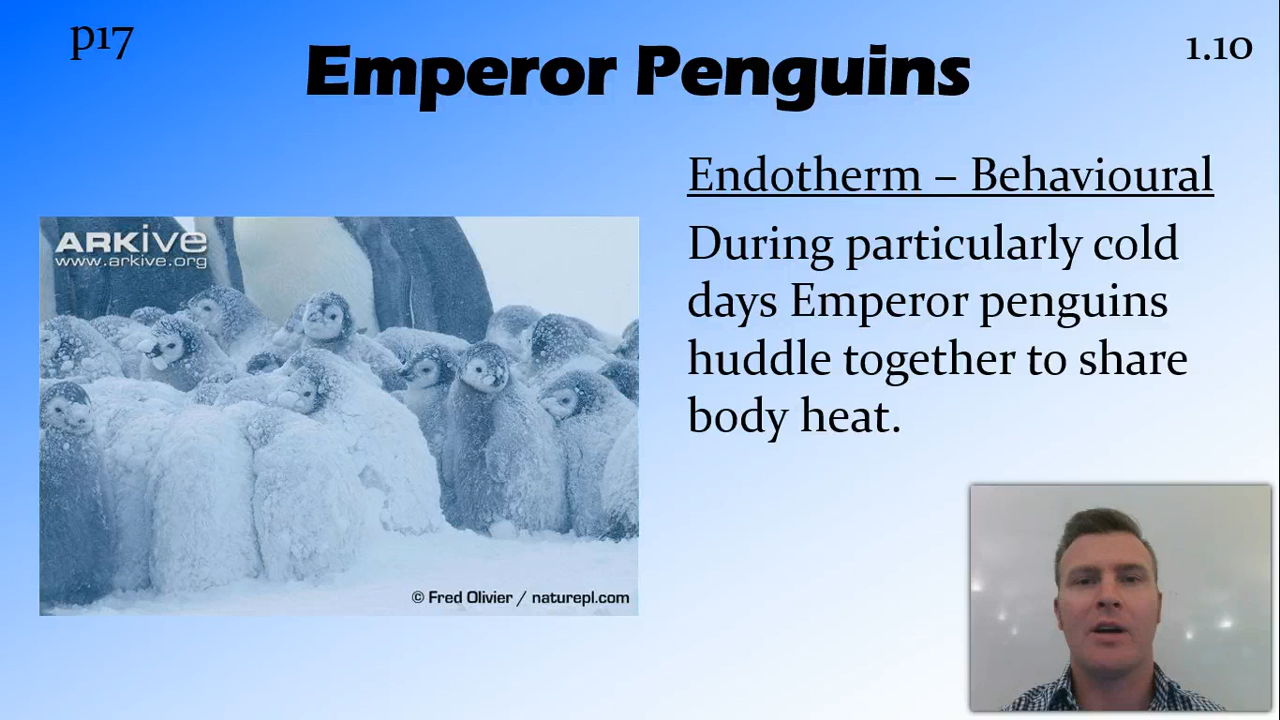 p17
Emperor Penguins
1.10
Endotherm – Behavioural
During particularly cold
days Emperor penguins
huddle together to share
body heat.
ARKive
www.arkive.org
© Fred Olivier / naturepl.com